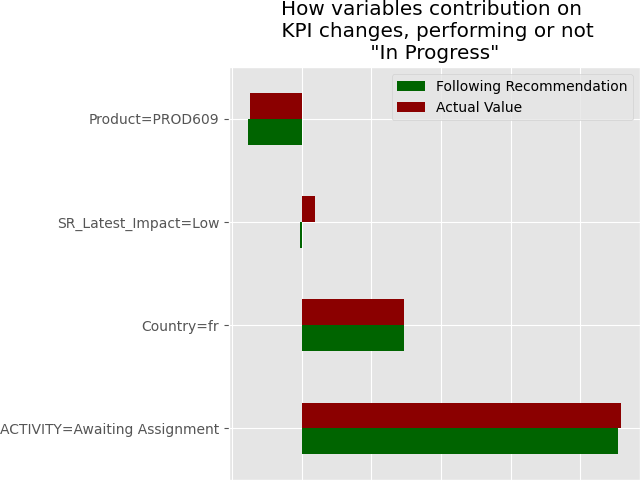 How variables contribution on
KPI changes, performing or not
"In Progress"
Following Recommendation
Actual Value
Product=PROD609
SR_Latest_Impact=Low
Country=fr
ACTIVITY=Awaiting Assignment